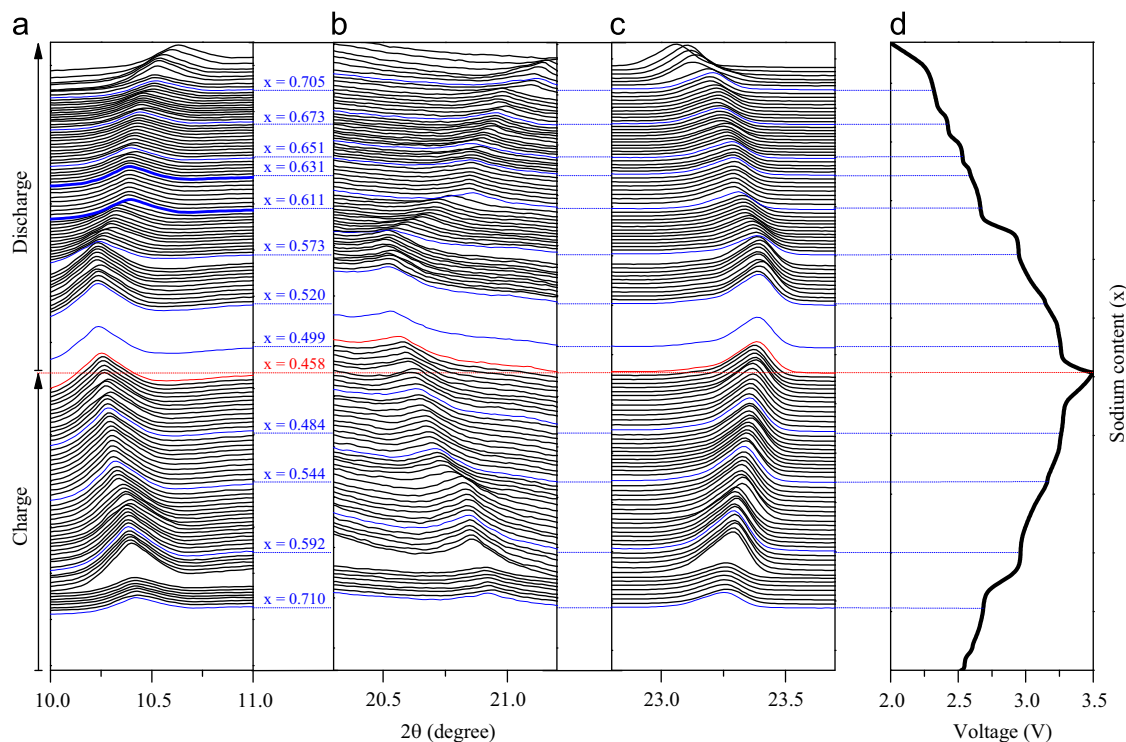 a b c d
Discharge
Charge
x = 0.705
x = 0.673
x = 0.651
x = 0.631
x = 0.611
x = 0.573
x = 0.520
x = 0.499
x = 0.458
x = 0.484
x = 0.544
x = 0.592
x = 0.710
Sodium content (x)
10.0 10.5 11.0 20.5 21.0 23.0 23.5 2.0 2.5 3.0 3.5
2θ (degree) Voltage (V)